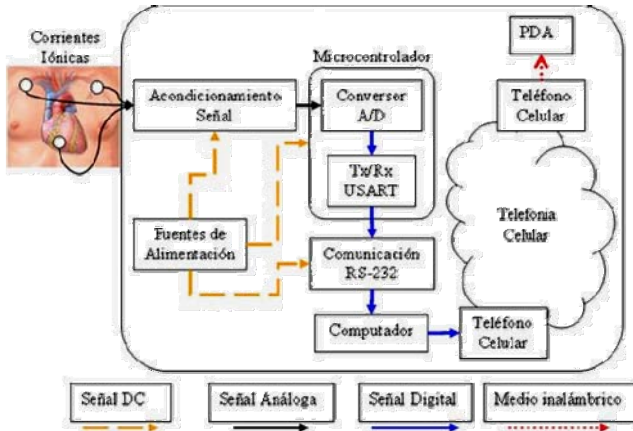 Corrientes
Iónicas
Acondicionamiento
Señal
Microcontrolador
Conversor
A/D
Tx/Rx
USART
Fuentes de
Alimentación
Comunicación
RS-232
Computador
Teléfono
Celular
Telefonía
Celular
Teléfono
Celular
PDA
Señal DC
Señal Análoga
Señal Digital
Medio inalámbrico